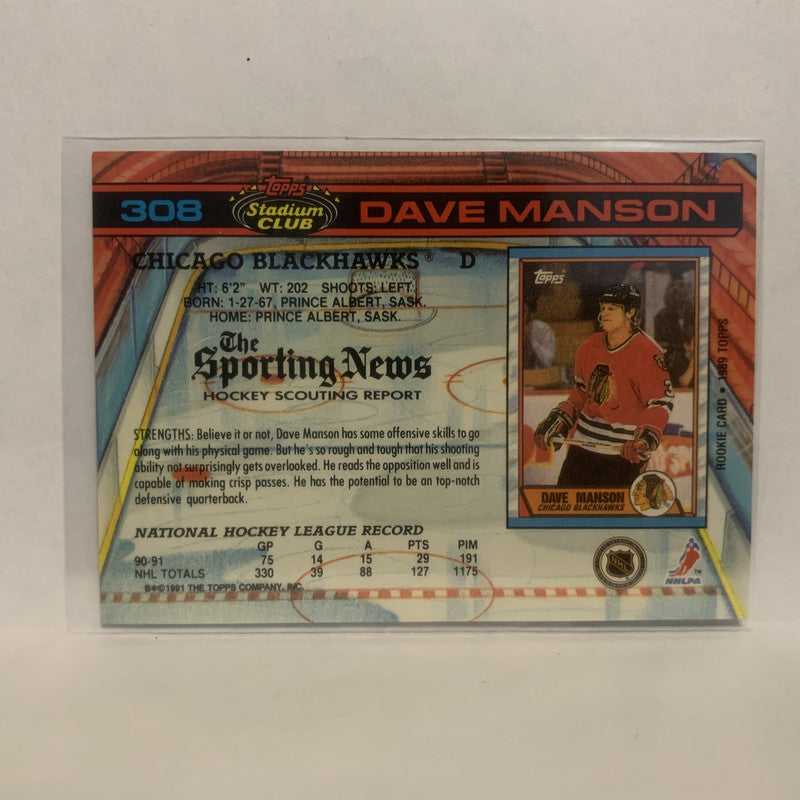 308
Topps
Stadium
CLUB
DAVE MANSON
CHICAGO BLACKHAWKS® D
HT: 6'2" WT: 202 SHOOTS: LEFT
BORN: 1-27-67, PRINCE ALBERT, SASK.
HOME: PRINCE ALBERT, SASK.
The
Sporting News
HOCKEY SCOUTING REPORT
STRENGTHS: Believe it or not, Dave Manson has some offensive skills to go
along with his physical game. But he's so rough and tough that his shooting
ability not surprisingly gets overlooked. He reads the opposition well and is
capable of making crisp passes. He has the potential to be an top-notch
defensive quarterback.
NATIONAL HOCKEY LEAGUE RECORD
GP G A PTS PIM
90-91 75 14 15 29 191
NHL TOTALS 330 39 88 127 1175
B✱©1991 THE TOPPS COMPANY, INC.
Topps
DAVE MANSON
CHICAGO BLACKHAWKS
ROOKIE CARD • 1989 TOPPS
NHL
NHLPA™